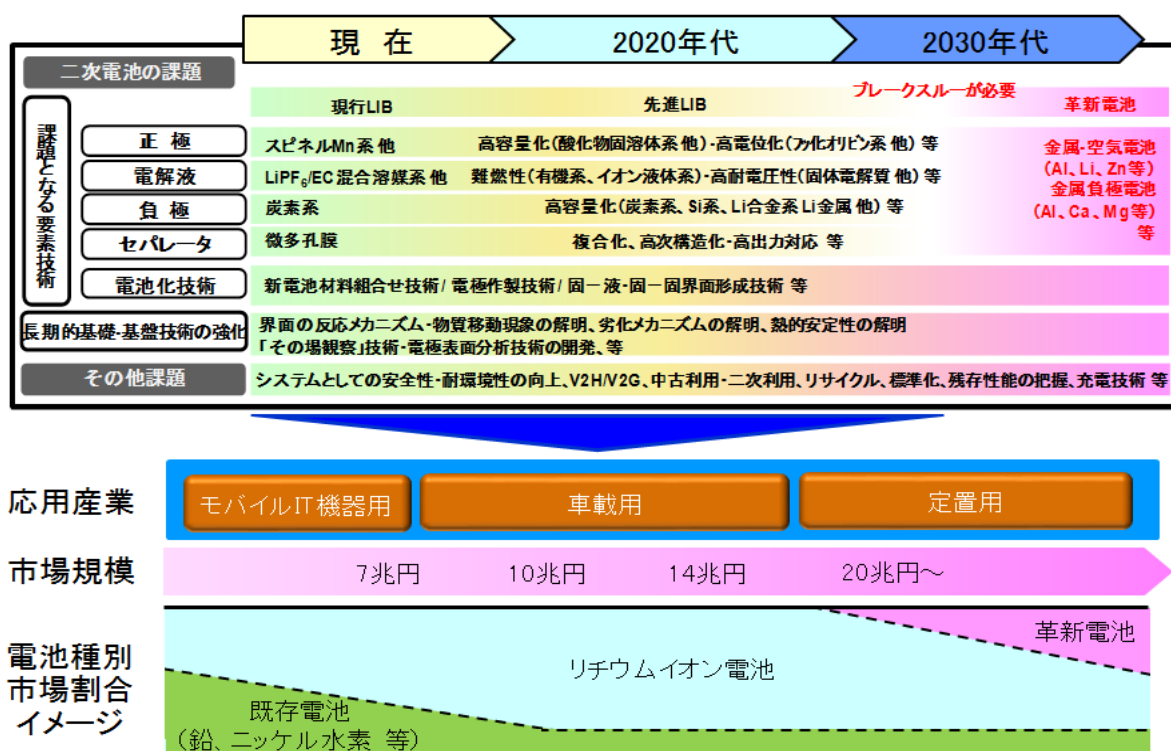 現 在
2020年代
2030年代
二次電池の課題
ブレークスルーが必要
現行LIB
先進LIB
革新電池
課題となる要素技術
正 極
スピネルMn系 他
高容量化(酸化物固溶体系 他)・高電位化(フッ化オリビン系 他) 等
金属・空気電池
(Al、Li、Zn等)
金属負極電池
(Al、Ca、Mg等)
等
電解液
LiPF6/EC混合溶媒系 他
難燃性(有機系、イオン液体系)・高耐電圧性(固体電解質 他) 等
負 極
炭素系
高容量化(炭素系、Si系、Li合金系 Li金属 他) 等
セパレータ
微多孔膜
複合化、高次構造化・高出力対応 等
電池化技術
新電池材料組合せ技術/ 電極作製技術/ 固ー液・固ー固界面形成技術 等
長期的基礎・基盤技術の強化
界面の反応メカニズム・物質移動現象の解明、劣化メカニズムの解明、熱的安定性の解明
「その場観察」技術・電極表面分析技術の開発、等
その他課題
システムとしての安全性・耐環境性の向上、V2H/V2G、中古利用・二次利用、リサイクル、標準化、残存性能の把握、充電技術 等
応用産業
モバイルIT機器用
車載用
定置用
市場規模
7兆円
10兆円
14兆円
20兆円～
電池種別
市場割合
イメージ
革新電池
リチウムイオン電池
既存電池
(鉛、ニッケル水素 等)